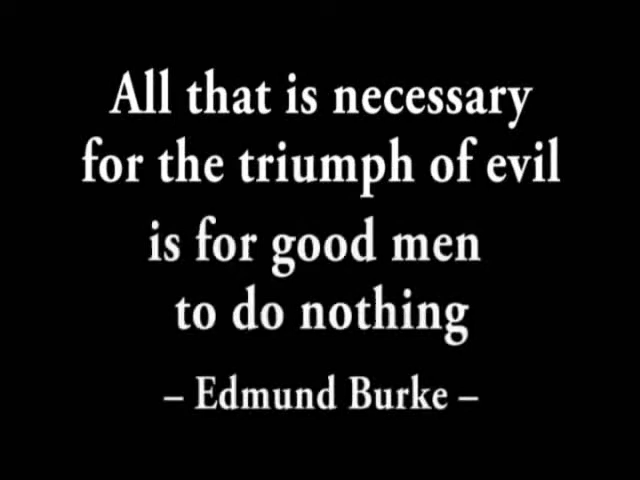 All that is necessary
for the triumph of evil
is for good men
to do nothing
– Edmund Burke –